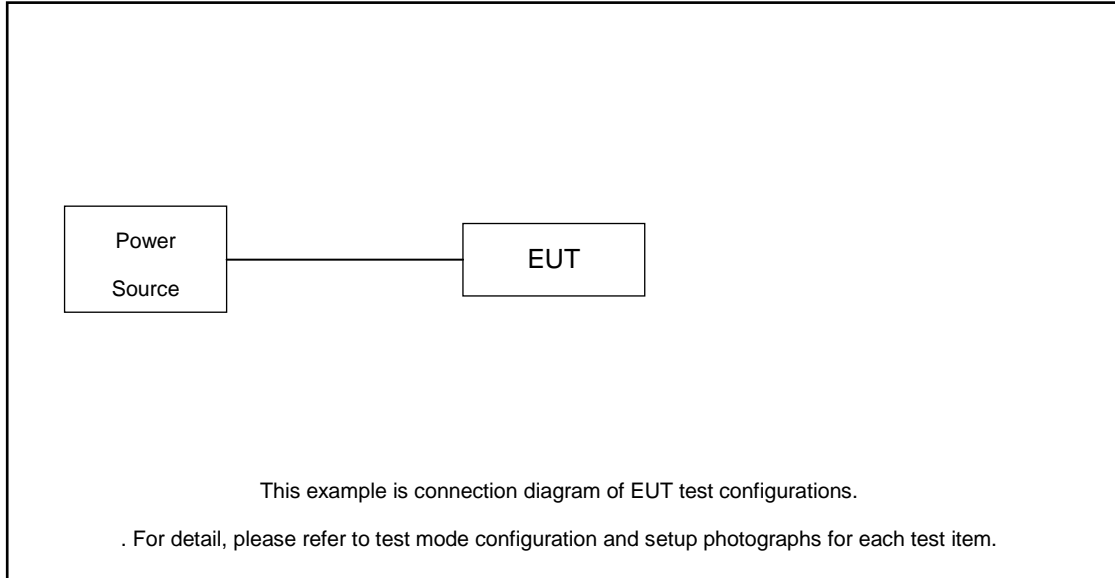 Power
Source
EUT
This example is connection diagram of EUT test configurations.
. For detail, please refer to test mode configuration and setup photographs for each test item.